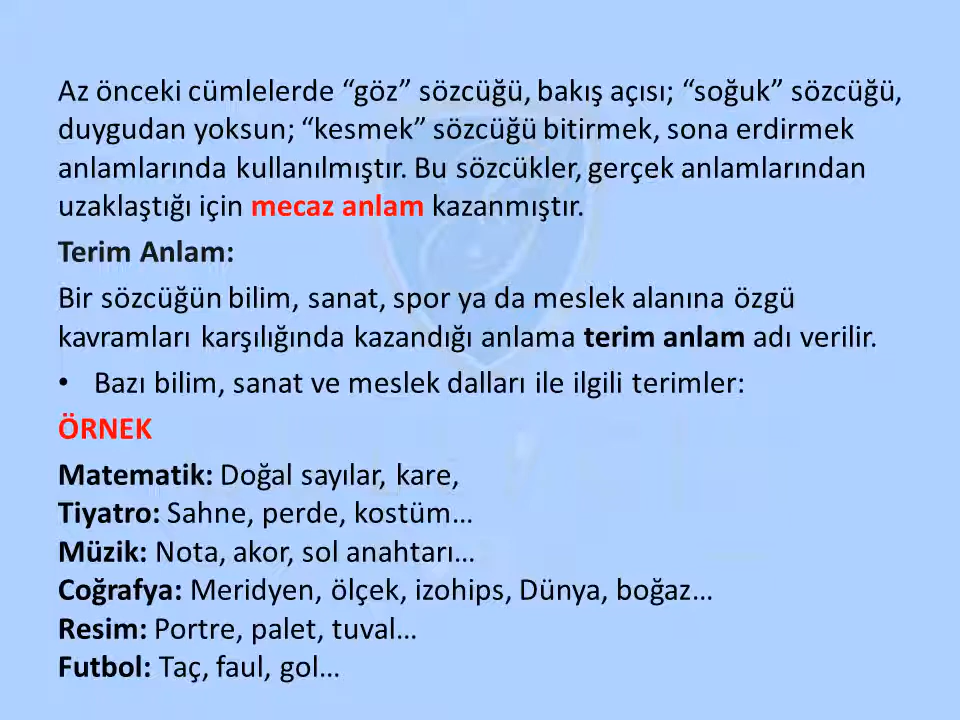 Az önceki cümlelerde “göz” sözcüğü, bakış açısı; “soğuk” sözcüğü,
duygudan yoksun; “kesmek” sözcüğü bitirmek, sona erdirmek
anlamlarında kullanılmıştır. Bu sözcükler, gerçek anlamlarından
uzaklaştığı için mecaz anlam kazanmıştır.
Terim Anlam:
Bir sözcüğün bilim, sanat, spor ya da meslek alanına özgü
kavramları karşılığında kazandığı anlama terim anlam adı verilir.
• Bazı bilim, sanat ve meslek dalları ile ilgili terimler:
ÖRNEK
Matematik: Doğal sayılar, kare,
Tiyatro: Sahne, perde, kostüm…
Müzik: Nota, akor, sol anahtarı…
Coğrafya: Meridyen, ölçek, izohips, Dünya, boğaz…
Resim: Portre, palet, tuval…
Futbol: Taç, faul, gol…